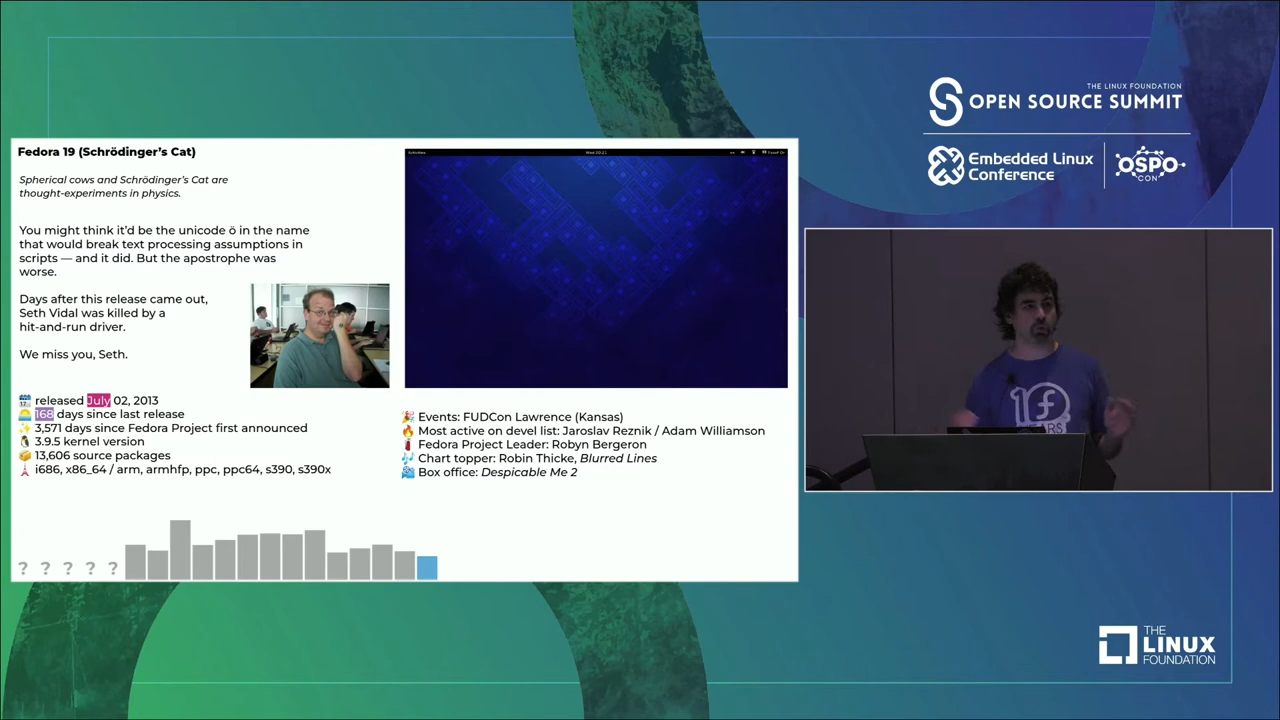 THE LINUX FOUNDATION
OPEN SOURCE SUMMIT
Embedded Linux
Conference
OSPO
CON
Fedora 19 (Schrödinger's Cat)
Spherical cows and Schrödinger's Cat are
thought-experiments in physics.
You might think it'd be the unicode ö in the name
that would break text processing assumptions in
scripts — and it did. But the apostrophe was
worse.
Days after this release came out,
Seth Vidal was killed by a
hit-and-run driver.
We miss you, Seth.
released July 02, 2013
168 days since last release
3,571 days since Fedora Project first announced
3.9.5 kernel version
13,606 source packages
i686, x86_64 / arm, armhfp, ppc, ppc64, s390, s390x
Events: FUDCon Lawrence (Kansas)
Most active on devel list: Jaroslav Reznik / Adam Williamson
Fedora Project Leader: Robyn Bergeron
Chart topper: Robin Thicke, Blurred Lines
Box office: Despicable Me 2
? ? ? ? ?
YEARS
THE
LINUX
FOUNDATION